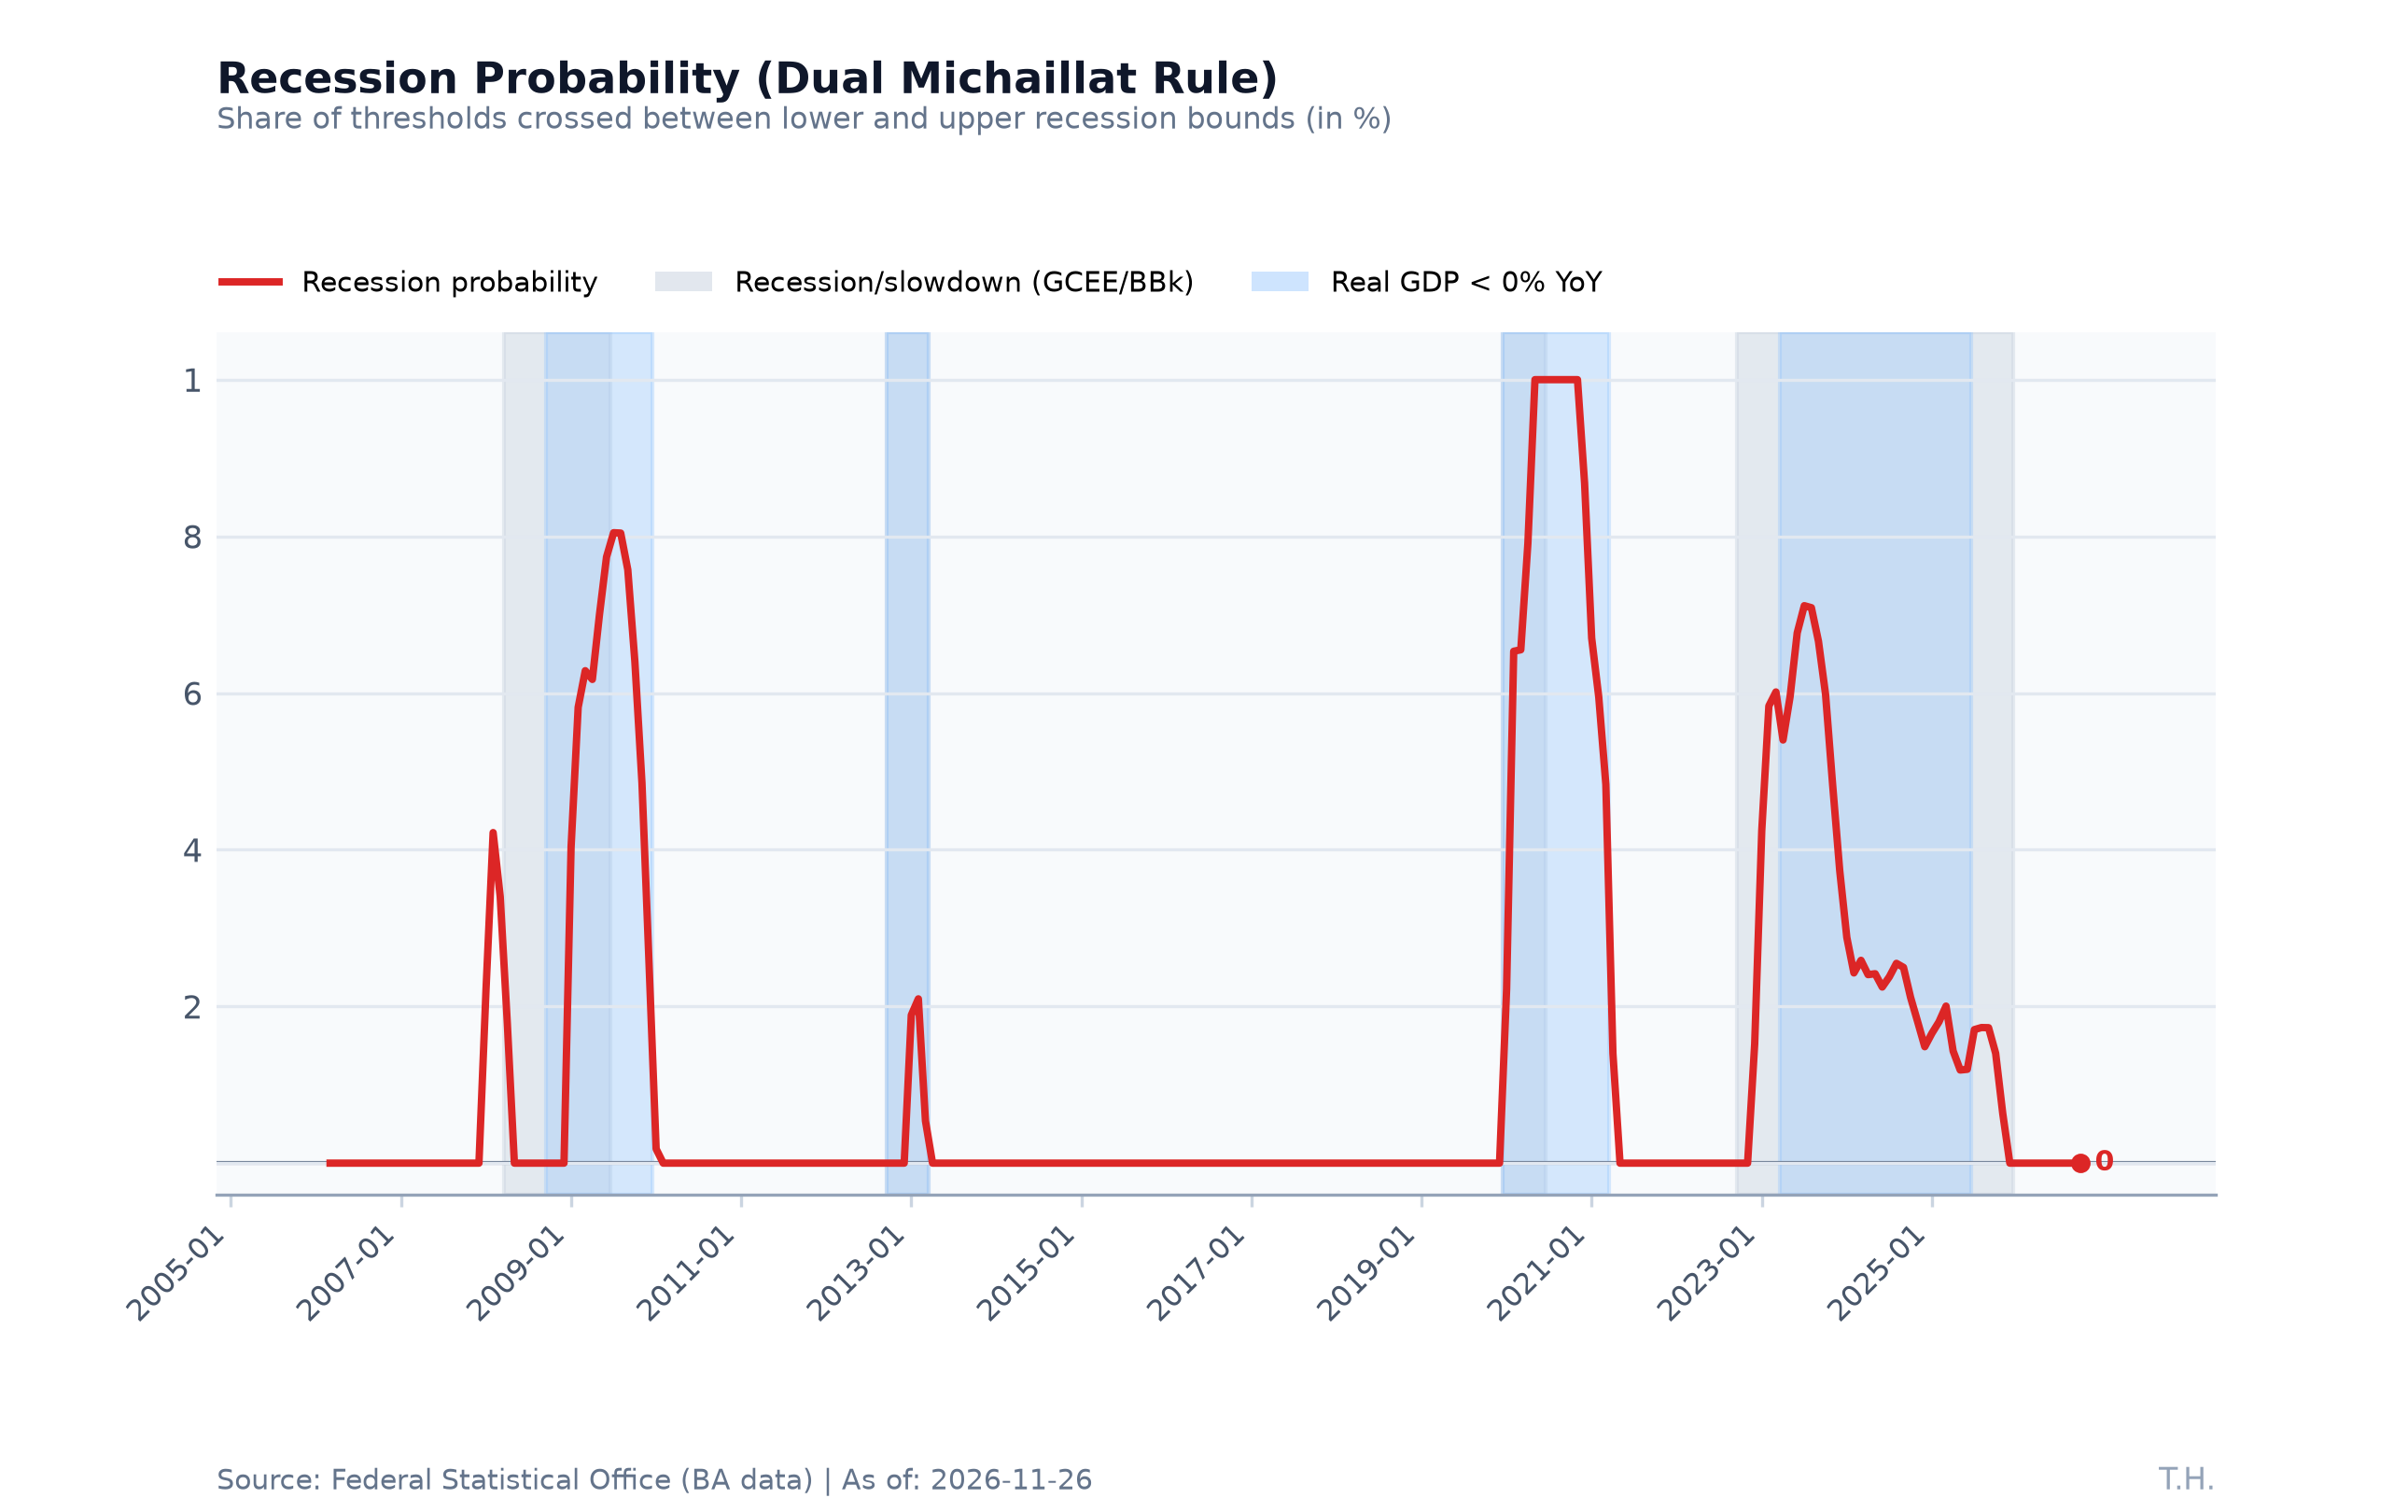 Recession Probability (Dual Michaillat Rule)
Share of thresholds crossed between lower and upper recession bounds (in %)
Recession probability
Recession/slowdown (GCEE/BBk)
Real GDP < 0% YoY
1
8
6
4
2
0
2005-01
2007-01
2009-01
2011-01
2013-01
2015-01
2017-01
2019-01
2021-01
2023-01
2025-01
Source: Federal Statistical Office (BA data) | As of: 2026-11-26
T.H.